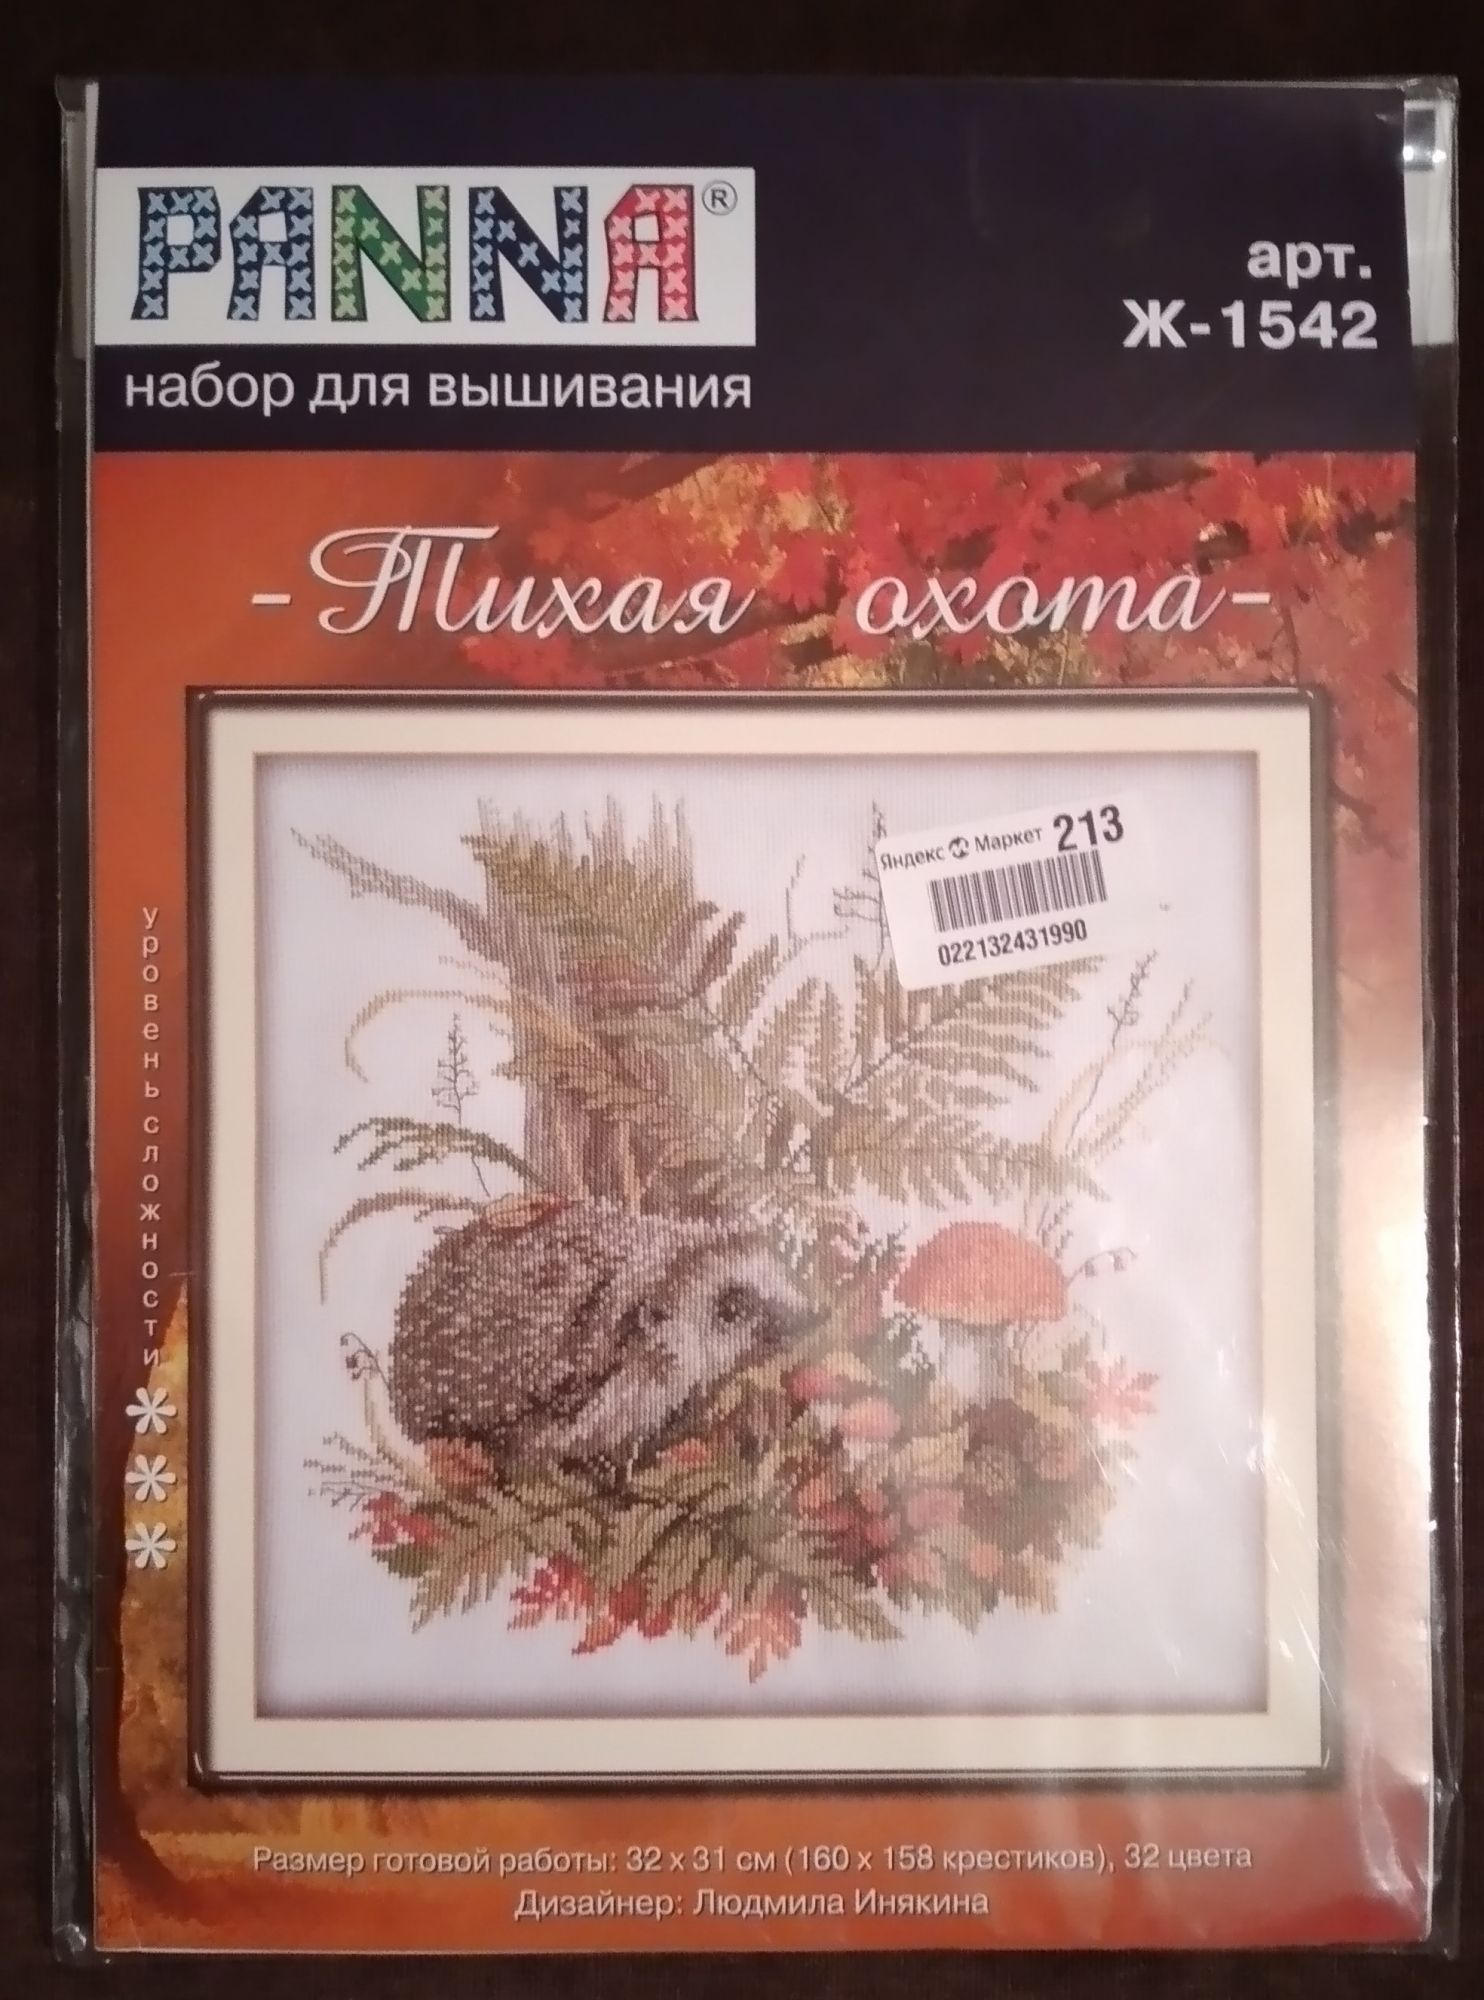 PANNA®
набор для вышивания
арт.
Ж-1542
-Тихая охота-
Яндекс Маркет 213
022132431990
уровень сложности
Размер готовой работы: 32 х 31 см (160 х 158 крестиков), 32 цвета
Дизайнер: Людмила Инякина